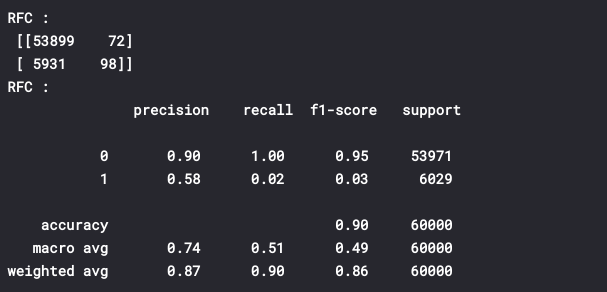 RFC :
[[53899 72]
[ 5931 98]]
RFC :
precision recall f1-score support
0 0.90 1.00 0.95 53971
1 0.58 0.02 0.03 6029
accuracy 0.90 60000
macro avg 0.74 0.51 0.49 60000
weighted avg 0.87 0.90 0.86 60000